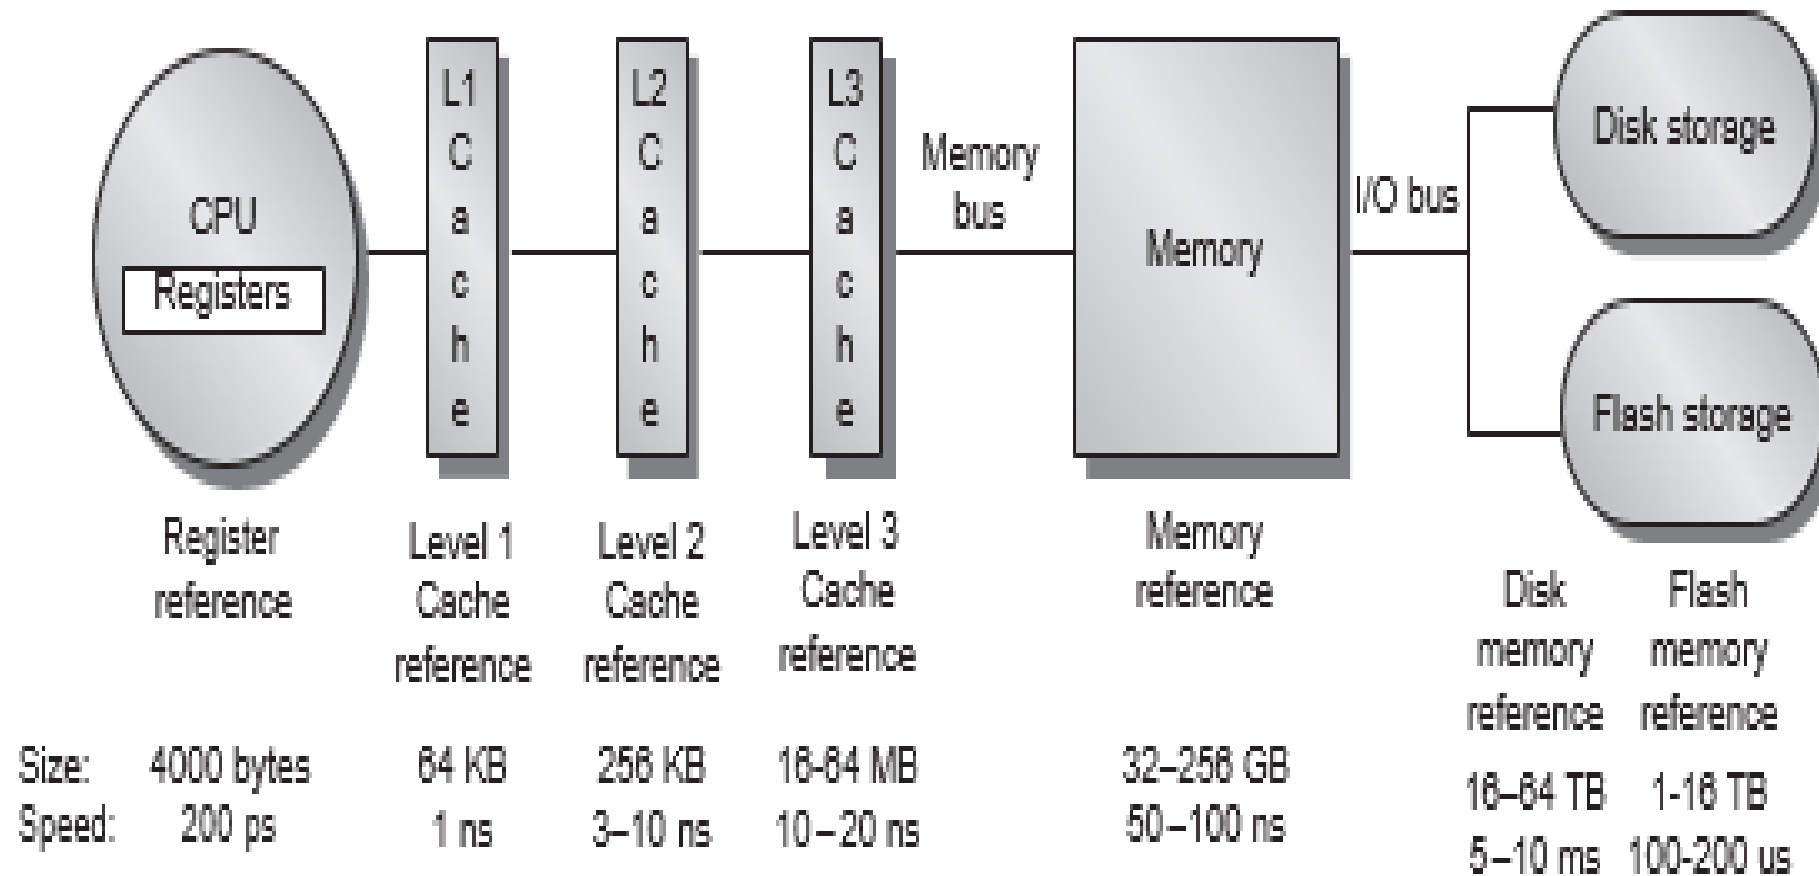 CPU
Registers
L1
Cache
L2
Cache
L3
Cache
Memory
bus
Memory
I/O bus
Disk storage
Flash storage
Register
reference
Level 1
Cache
reference
Level 2
Cache
reference
Level 3
Cache
reference
Memory
reference
Disk
memory
reference
Flash
memory
reference
Size: 4000 bytes 64 KB 256 KB 16-64 MB 32–256 GB 16–64 TB 1-16 TB
Speed: 200 ps 1 ns 3–10 ns 10–20 ns 50–100 ns 5–10 ms 100-200 us